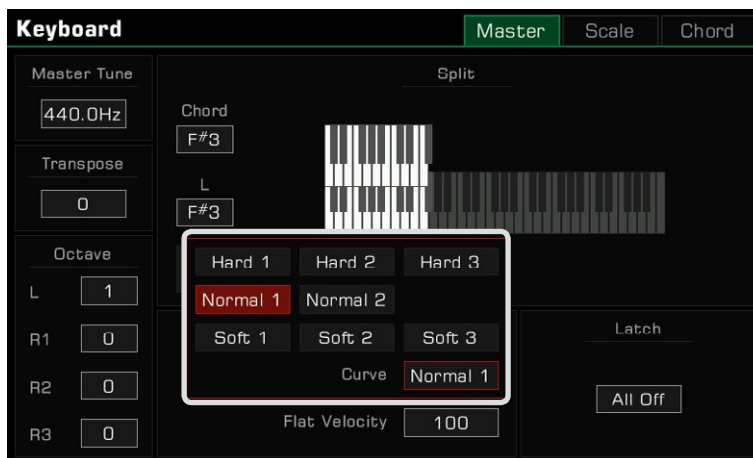 Keyboard
Master
Scale
Chord
Master Tune
440.0Hz
Transpose
0
Octave
L
1
R1
0
R2
0
R3
0
Split
Chord
F#3
L
F#3
Hard 1
Hard 2
Hard 3
Normal 1
Normal 2
Soft 1
Soft 2
Soft 3
Curve
Normal 1
Flat Velocity
100
Latch
All Off